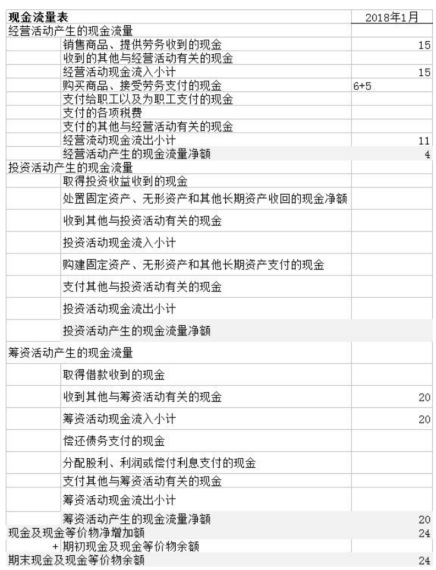 现金流量表 2018年1月
经营活动产生的现金流量
销售商品、提供劳务收到的现金 15
收到的其他与经营活动有关的现金
经营活动现金流入小计 15
购买商品、接受劳务支付的现金 6+5
支付给职工以及为职工支付的现金
支付的各项税费
支付的其他与经营活动有关的现金
经营流动现金流出小计 11
经营活动产生的现金流量净额 4
投资活动产生的现金流量
取得投资收益收到的现金
处置固定资产、无形资产和其他长期资产收回的现金净额
收到其他与投资活动有关的现金
投资活动现金流入小计
购建固定资产、无形资产和其他长期资产支付的现金
支付其他与投资活动有关的现金
投资活动现金流出小计
投资活动产生的现金流量净额
筹资活动产生的现金流量
取得借款收到的现金
收到其他与筹资活动有关的现金 20
筹资活动现金流入小计 20
偿还债务支付的现金
分配股利、利润或偿付利息支付的现金
支付其他与筹资活动有关的现金
筹资活动现金流出小计
筹资活动产生的现金流量净额 20
现金及现金等价物净增加额 24
+ 期初现金及现金等价物余额
期末现金及现金等价物余额 24